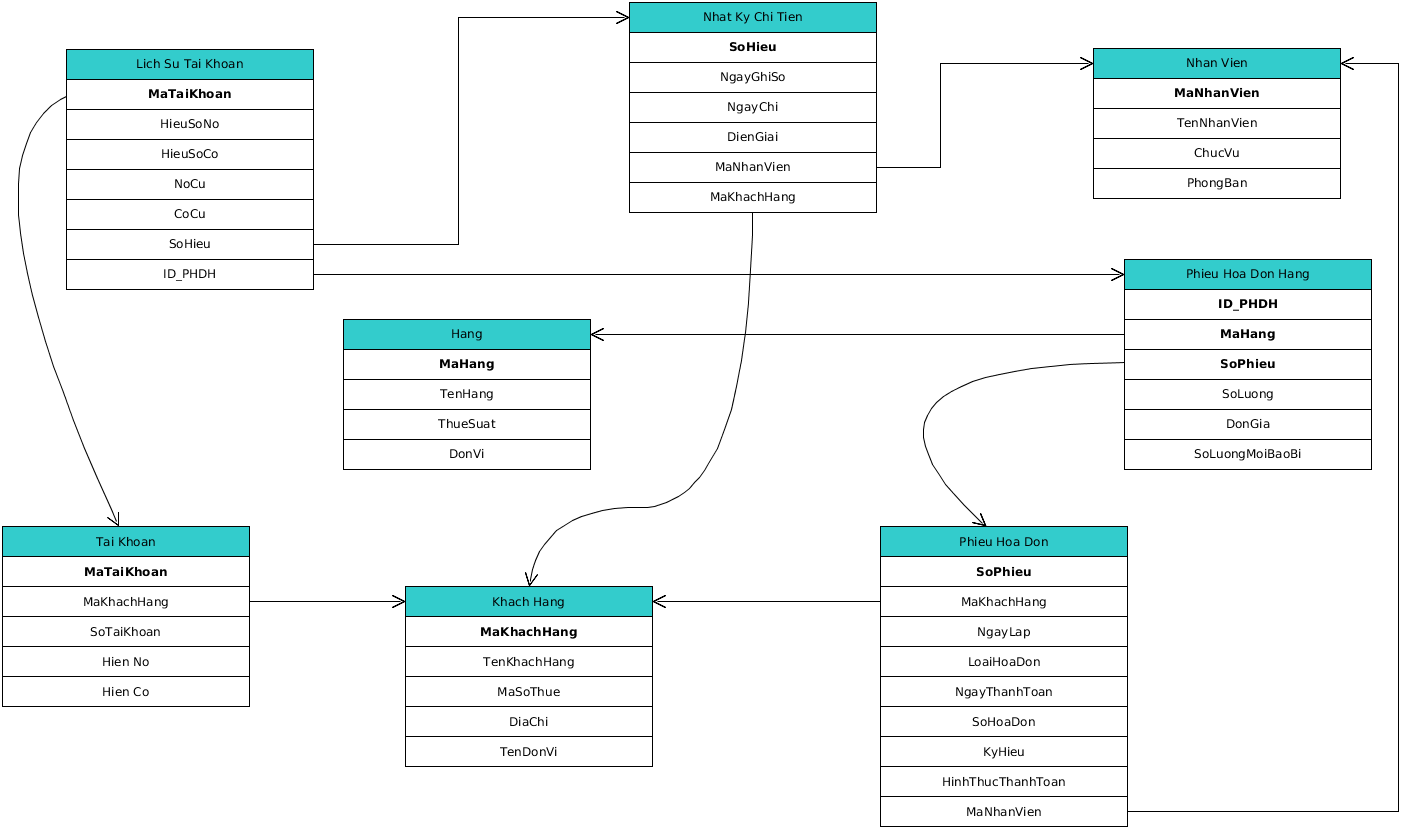 Lich Su Tai Khoan
MaTaiKhoan
HieuSoNo
HieuSoCo
NoCu
CoCu
SoHieu
ID_PHDH
Nhat Ky Chi Tien
SoHieu
NgayGhiSo
NgayChi
DienGiai
MaNhanVien
MaKhachHang
Nhan Vien
MaNhanVien
TenNhanVien
ChucVu
PhongBan
Phieu Hoa Don Hang
ID_PHDH
MaHang
SoPhieu
SoLuong
DonGia
SoLuongMoiBaoBi
Hang
MaHang
TenHang
ThueSuat
DonVi
Tai Khoan
MaTaiKhoan
MaKhachHang
SoTaiKhoan
Hien No
Hien Co
Khach Hang
MaKhachHang
TenKhachHang
MaSoThue
DiaChi
TenDonVi
Phieu Hoa Don
SoPhieu
MaKhachHang
NgayLap
LoaiHoaDon
NgayThanhToan
SoHoaDon
KyHieu
HinhThucThanhToan
MaNhanVien